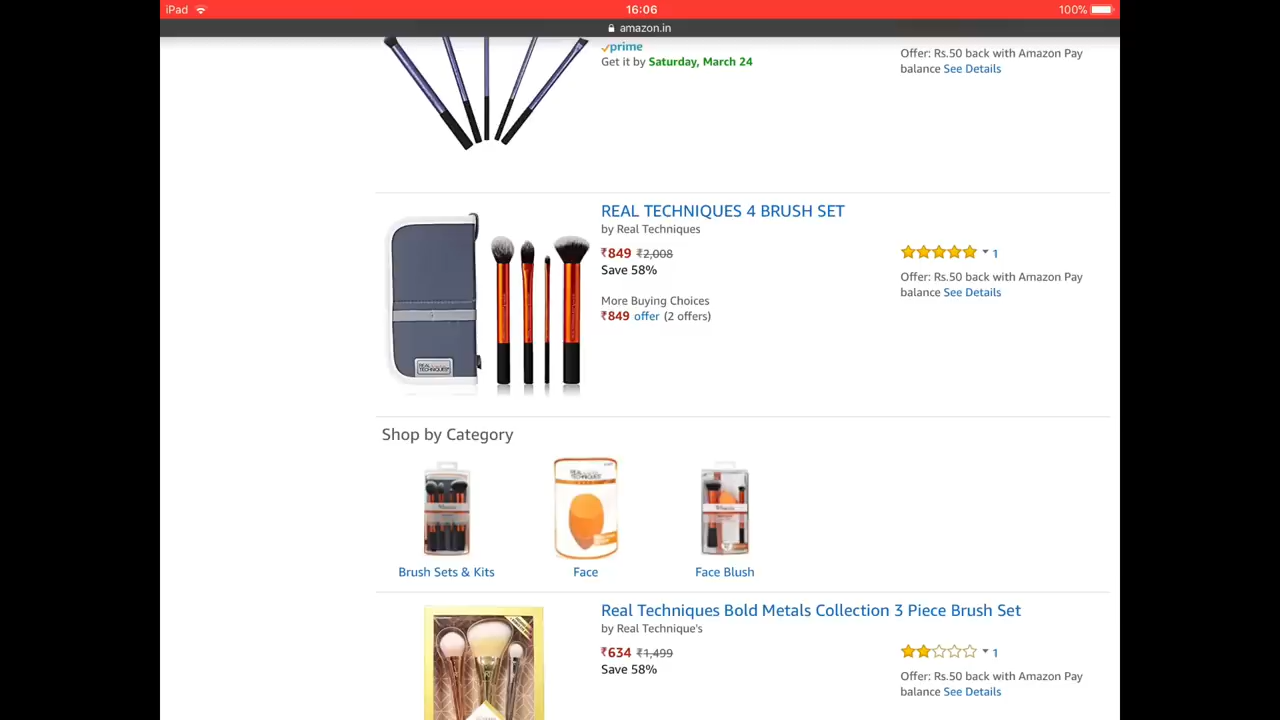 iPad
16:06
100%
amazon.in
prime
Get it by Saturday, March 24
Offer: Rs.50 back with Amazon Pay
balance See Details
REAL TECHNIQUES 4 BRUSH SET
by Real Techniques
₹849 ₹2,008
Save 58%
More Buying Choices
₹849 offer (2 offers)
1
Offer: Rs.50 back with Amazon Pay
balance See Details
REAL
TECHNIQUES
Shop by Category
REAL
TECHNIQUES
Brush Sets & Kits
Face
Face Blush
Real Techniques Bold Metals Collection 3 Piece Brush Set
by Real Technique's
₹634 ₹1,499
Save 58%
1
Offer: Rs.50 back with Amazon Pay
balance See Details